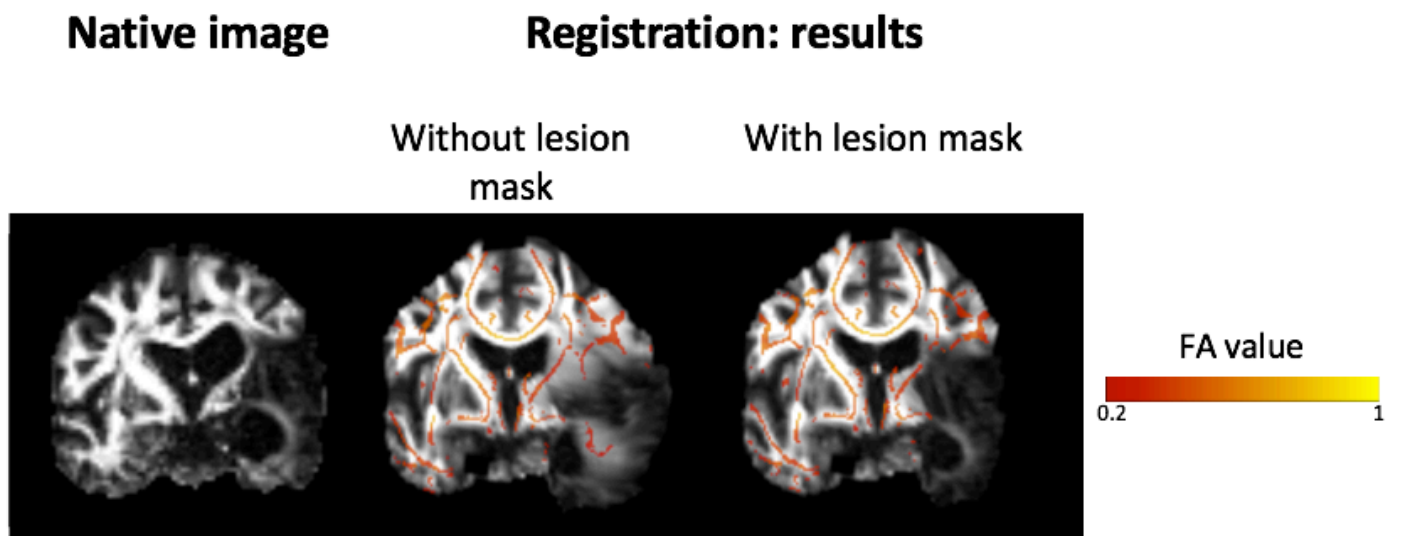 Native image
Registration: results
Without lesion
mask
With lesion mask
FA value
0.2
1